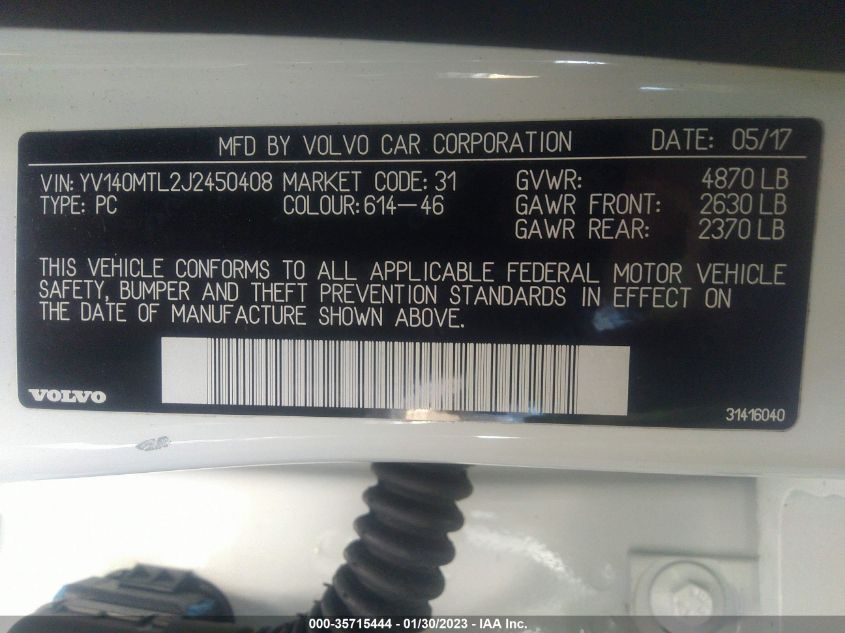 MFD BY VOLVO CAR CORPORATION DATE: 05/17
VIN: YV140MTL2J2450408 MARKET CODE: 31 GVWR: 4870 LB
TYPE: PC COLOUR: 614-46 GAWR FRONT: 2630 LB
GAWR REAR: 2370 LB
THIS VEHICLE CONFORMS TO ALL APPLICABLE FEDERAL MOTOR VEHICLE
SAFETY, BUMPER AND THEFT PREVENTION STANDARDS IN EFFECT ON
THE DATE OF MANUFACTURE SHOWN ABOVE.
VOLVO
31416040
000-35715444 - 01/30/2023 - IAA Inc.